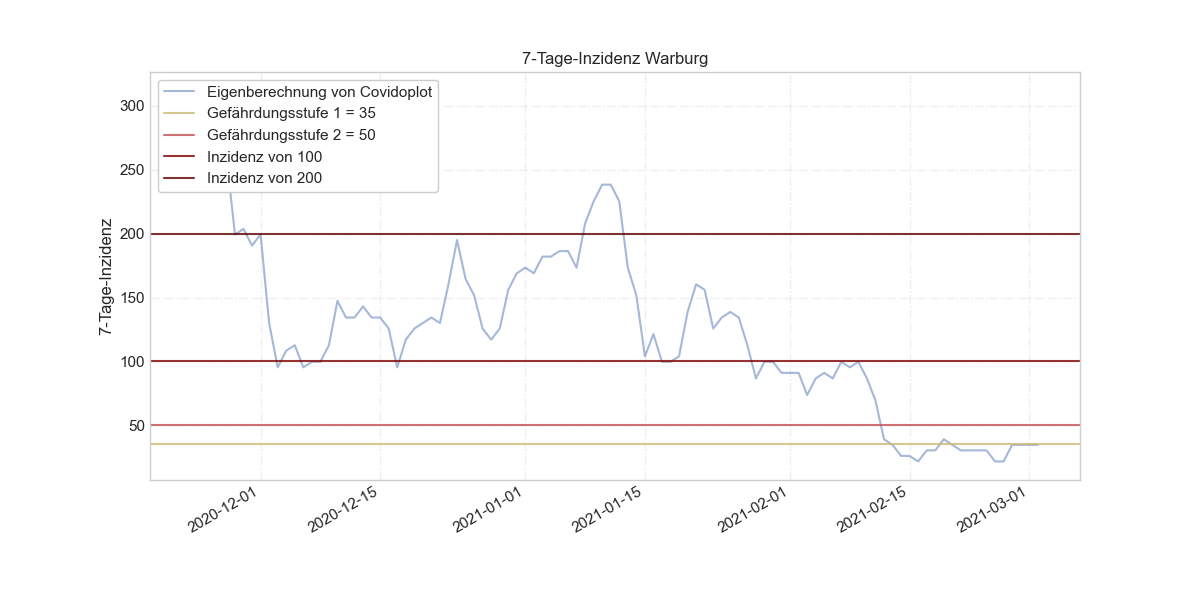 7-Tage-Inzidenz Warburg
Eigenberechnung von Covidoplot
Gefährdungsstufe 1 = 35
Gefährdungsstufe 2 = 50
Inzidenz von 100
Inzidenz von 200
7-Tage-Inzidenz
300
250
200
150
100
50
2020-12-01
2020-12-15
2021-01-01
2021-01-15
2021-02-01
2021-02-15
2021-03-01